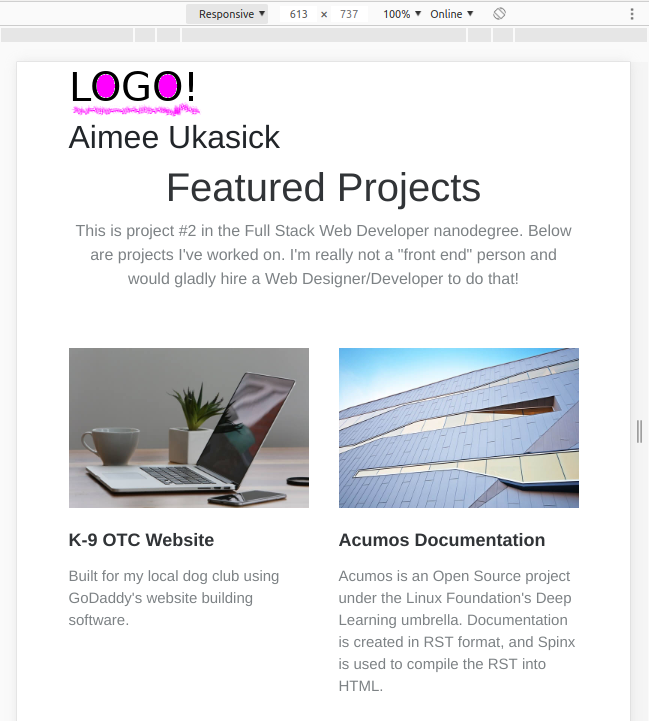 Responsive ▼ 613 × 737 100% ▼ Online ▼
LOGO!
Aimee Ukasick
Featured Projects
This is project #2 in the Full Stack Web Developer nanodegree. Below
are projects I've worked on. I'm really not a "front end" person and
would gladly hire a Web Designer/Developer to do that!
K-9 OTC Website
Built for my local dog club using
GoDaddy's website building
software.
Acumos Documentation
Acumos is an Open Source project
under the Linux Foundation's Deep
Learning umbrella. Documentation
is created in RST format, and Spinx
is used to compile the RST into
HTML.